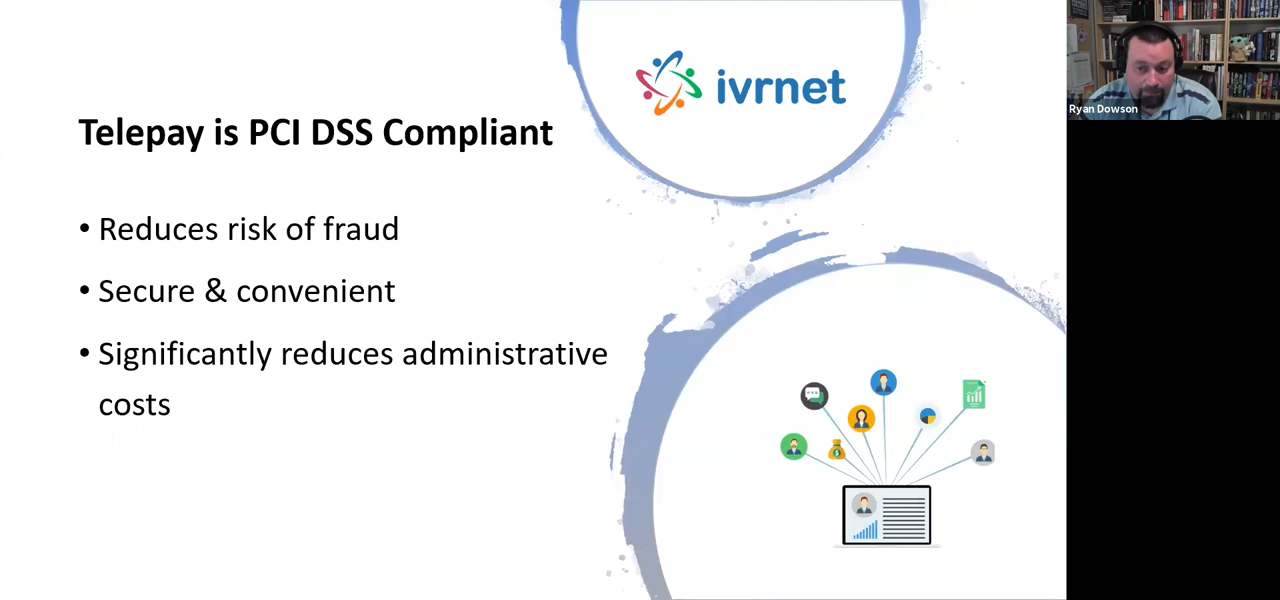 ivrnet
Telepay is PCI DSS Compliant
• Reduces risk of fraud
• Secure & convenient
• Significantly reduces administrative
costs
Ryan Dowson